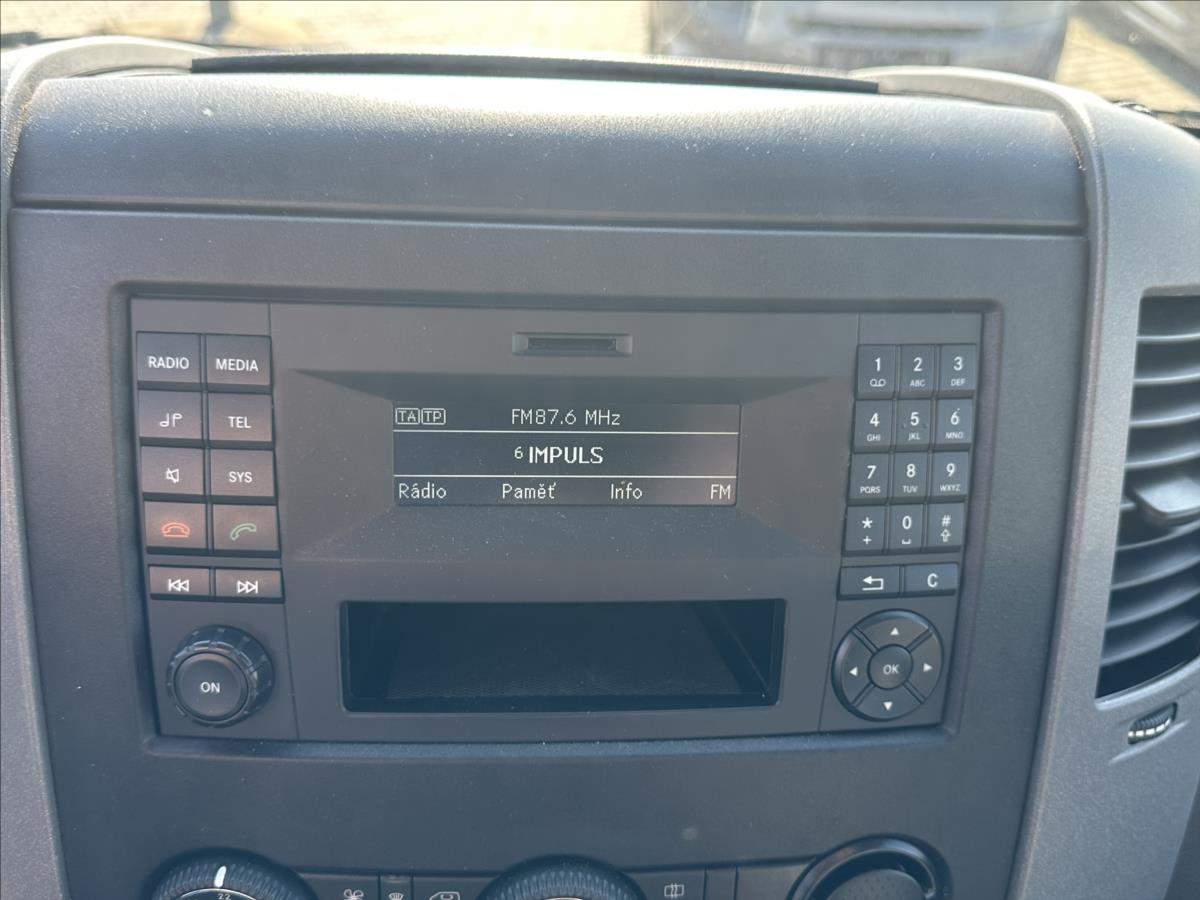 RADIO MEDIA
TEL
SYS
ON
TA TP FM87.6 MHz
6 IMPULS
Rádio Paměť Info FM
1 2 ABC 3 DEF
4 GHI 5 JKL 6 MNO
7 PQRS 8 TUV 9 WXYZ
* + 0 #
C
OK
22